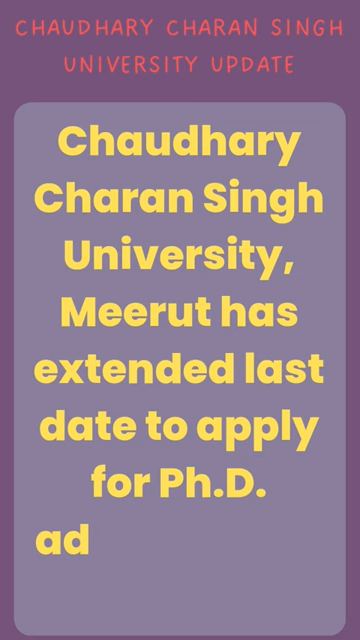 CHAUDHARY CHARAN SINGH
UNIVERSITY UPDATE
Chaudhary
Charan Singh
University,
Meerut has
extended last
date to apply
for Ph.D.
ad